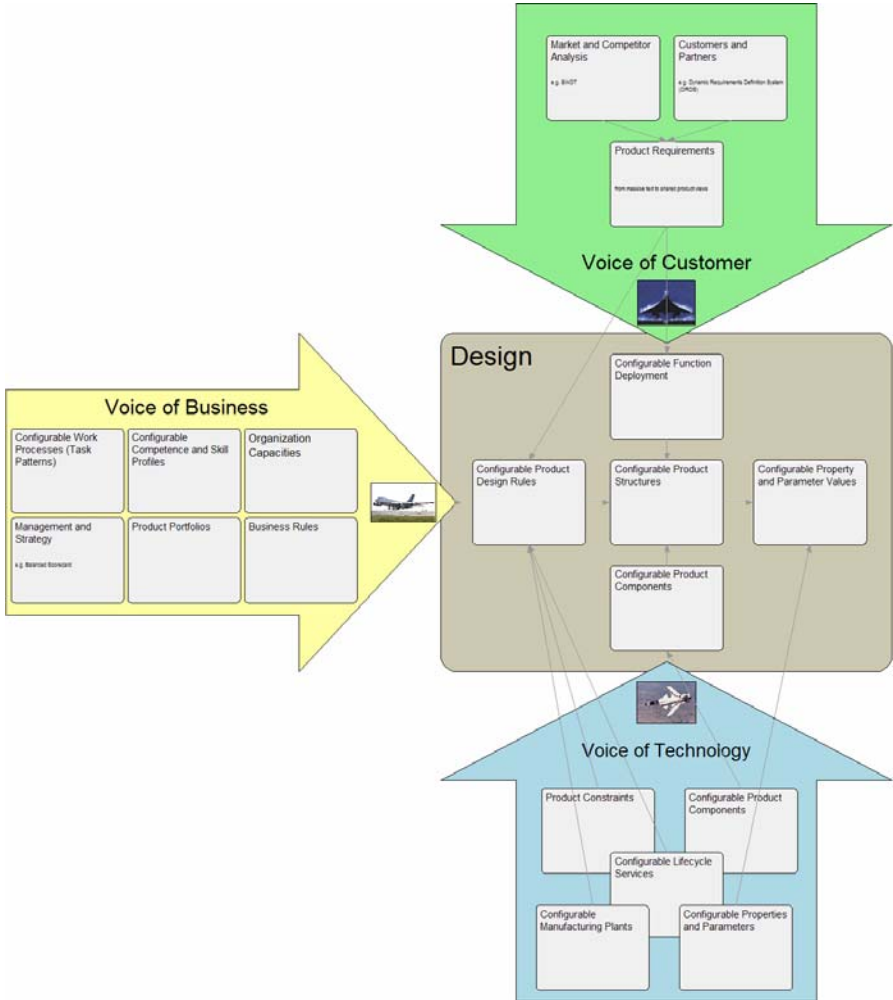 Market and Competitor
Analysis
e.g. SWOT
Customers and
Partners
e.g. Dynamic Requirements Definition System
(DRDS)
Product Requirements
from massive text to shared product views
Voice of Customer
Design
Configurable Function
Deployment
Voice of Business
Configurable Work
Processes (Task
Patterns)
Configurable
Competence and Skill
Profiles
Organization
Capacities
Management and
Strategy
e.g. Balanced Scorecard
Product Portfolios
Business Rules
Configurable Product
Design Rules
Configurable Product
Structures
Configurable Property
and Parameter Values
Configurable Product
Components
Voice of Technology
Product Constraints
Configurable Product
Components
Configurable Lifecycle
Services
Configurable
Manufacturing Plants
Configurable Properties
and Parameters